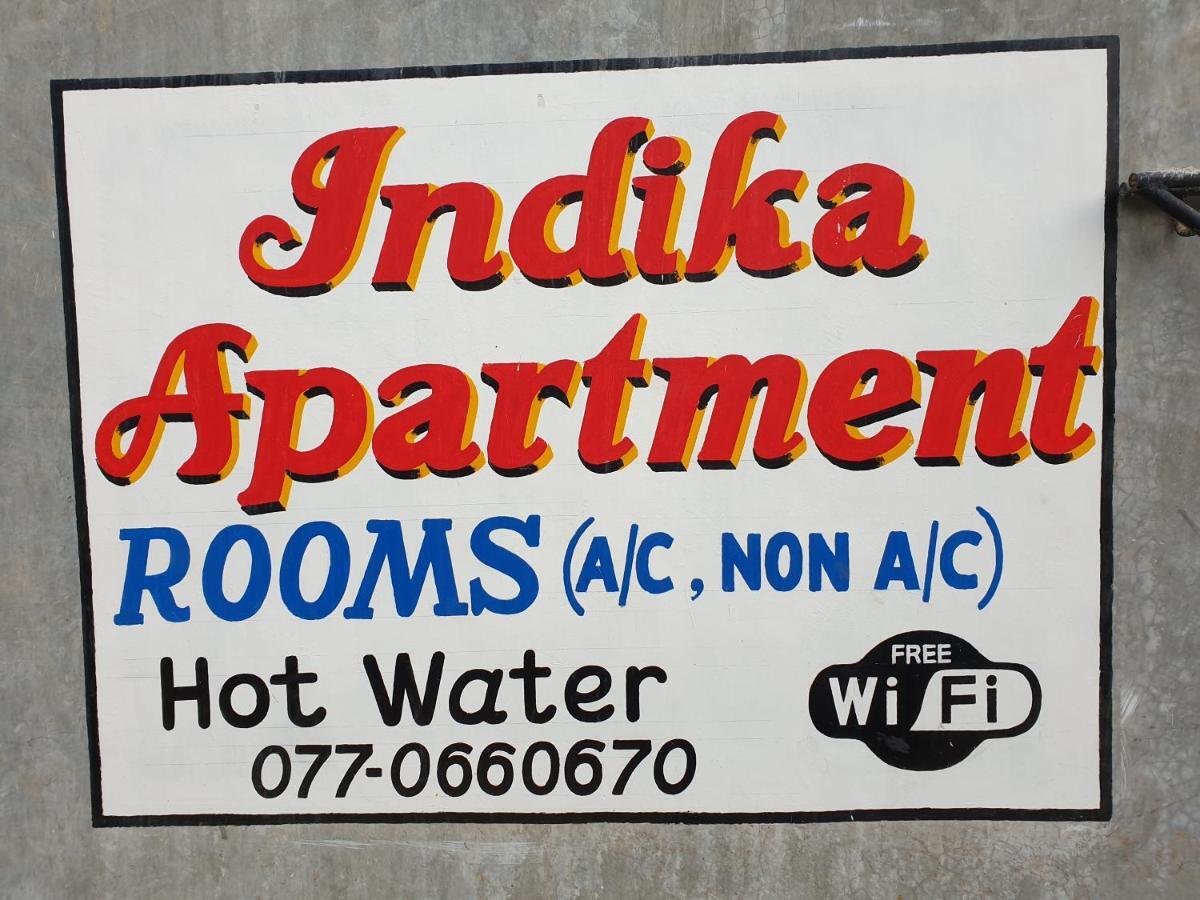 Indika
Apartment
ROOMS (A/C, NON A/C)
Hot Water
077-0660670
FREE
Wi Fi